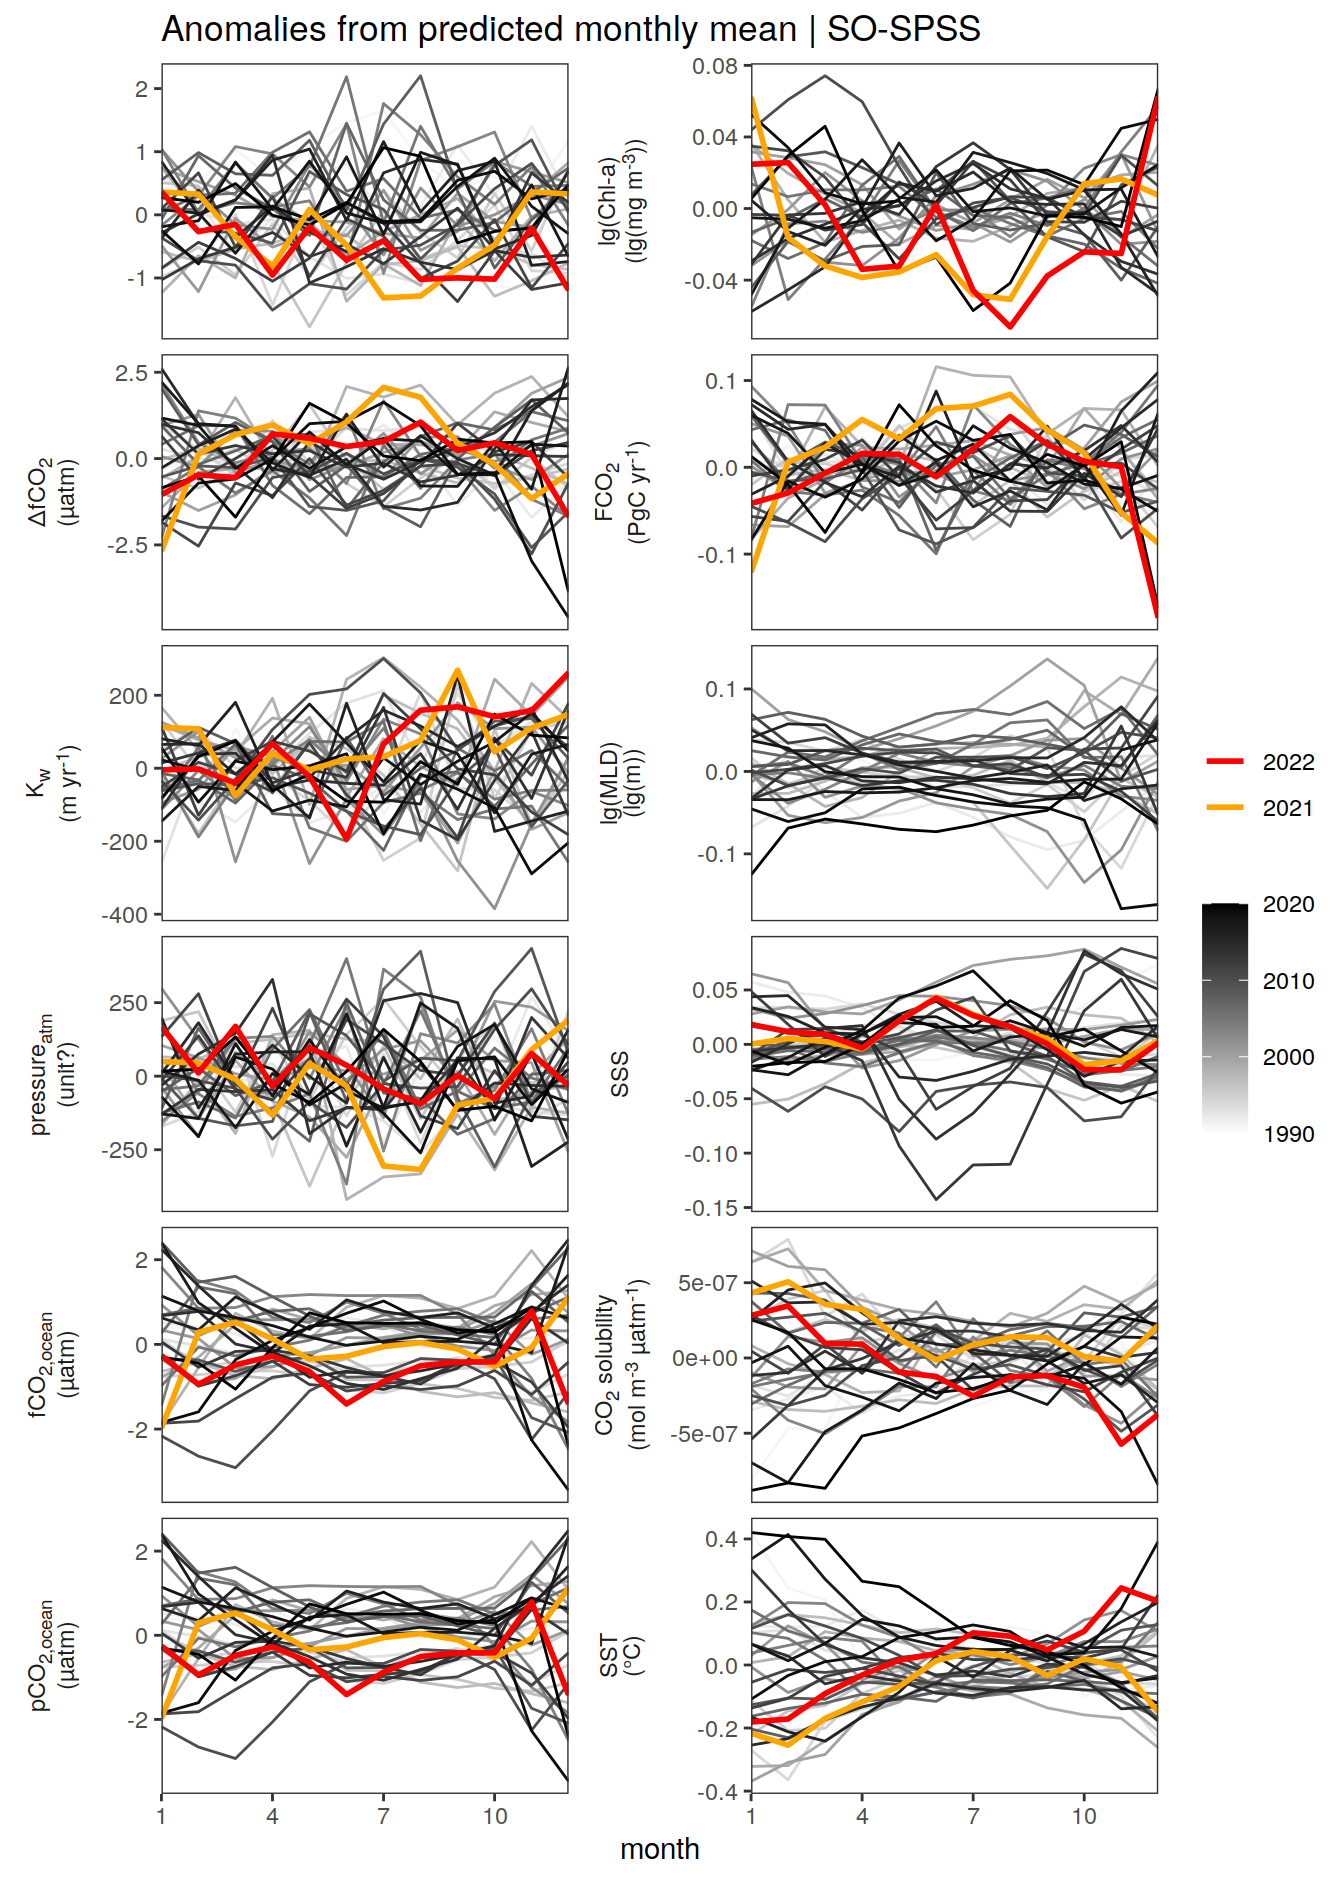 Anomalies from predicted monthly mean | SO-SPSS
2
1
0
-1
0.08
0.04
0.00
-0.04
lg(Chl-a)
(lg(mg m⁻³))
2.5
0.0
-2.5
ΔfCO₂
(µatm)
0.1
0.0
-0.1
FCO₂
(PgC yr⁻¹)
200
0
-200
-400
K_w
(m yr⁻¹)
0.1
0.0
-0.1
lg(MLD)
(lg(m))
250
0
-250
pressure_atm
(unit?)
0.05
0.00
-0.05
-0.10
-0.15
SSS
2
0
-2
fCO₂,ocean
(µatm)
5e-07
0e+00
-5e-07
CO₂ solubility
(mol m⁻³ µatm⁻¹)
2
0
-2
pCO₂,ocean
(µatm)
0.4
0.2
0.0
-0.2
-0.4
SST
(°C)
1 4 7 10
1 4 7 10
month
2022
2021
2020
2010
2000
1990